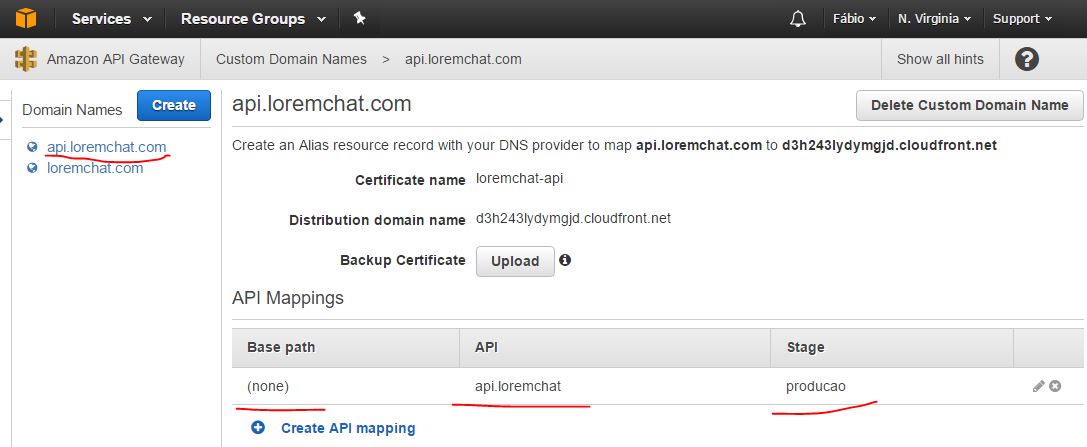 Services Resource Groups Fábio N. Virginia Support
Amazon API Gateway Custom Domain Names > api.loremchat.com Show all hints ?
Domain Names Create
api.loremchat.com
loremchat.com
api.loremchat.com Delete Custom Domain Name
Create an Alias resource record with your DNS provider to map api.loremchat.com to d3h243lydymgjd.cloudfront.net
Certificate name loremchat-api
Distribution domain name d3h243lydymgjd.cloudfront.net
Backup Certificate Upload
API Mappings
Base path API Stage
(none) api.loremchat producao
Create API mapping